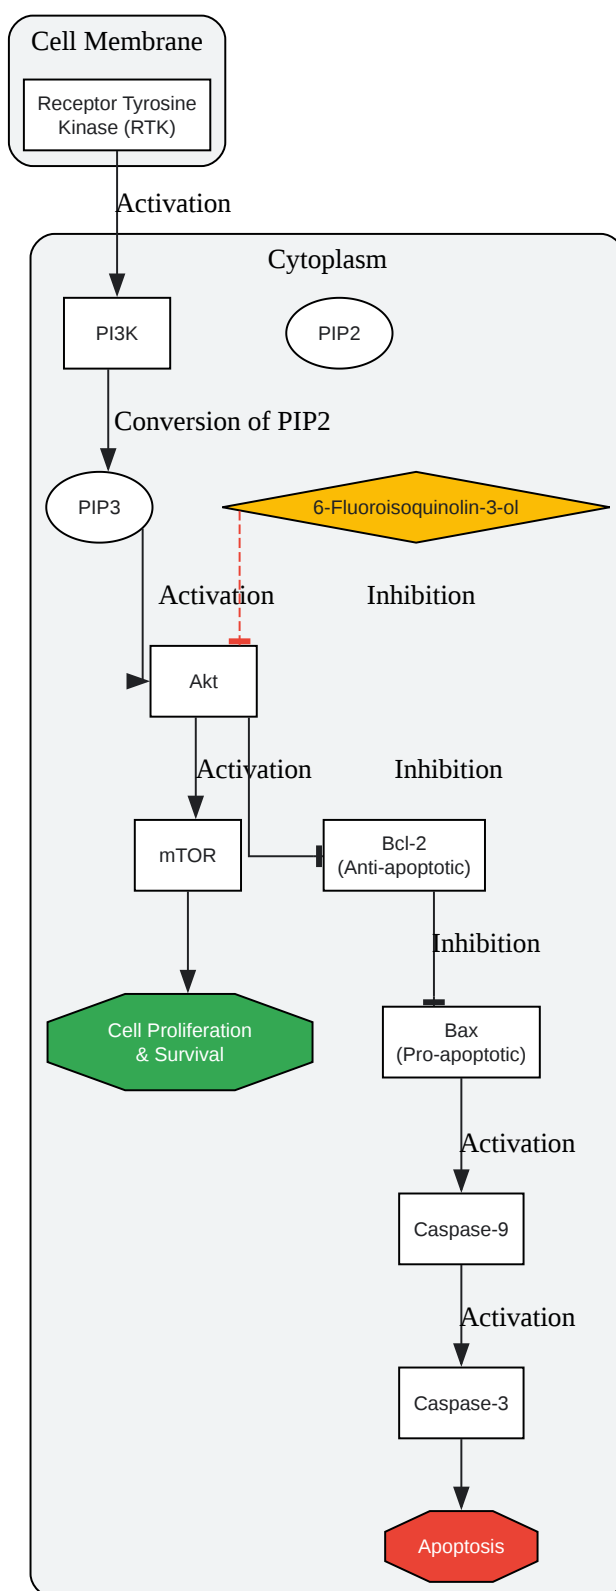 Cell Membrane
Receptor Tyrosine
Kinase (RTK)
Activation
Cytoplasm
PI3K
PIP2
Conversion of PIP2
PIP3
6-Fluoroisoquinolin-3-ol
Activation
Inhibition
Akt
Activation
Inhibition
mTOR
Bcl-2
(Anti-apoptotic)
Inhibition
Cell Proliferation
& Survival
Bax
(Pro-apoptotic)
Activation
Caspase-9
Activation
Caspase-3
Apoptosis